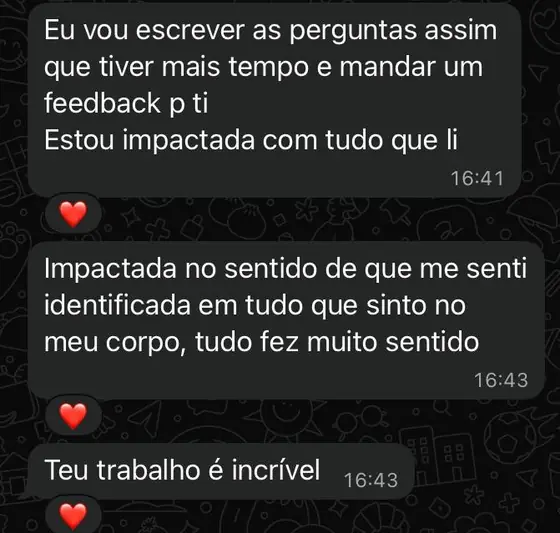 Eu vou escrever as perguntas assim
que tiver mais tempo e mandar um
feedback p ti
Estou impactada com tudo que li
16:41
Impactada no sentido de que me senti
identificada em tudo que sinto no
meu corpo, tudo fez muito sentido
16:43
Teu trabalho é incrível 16:43